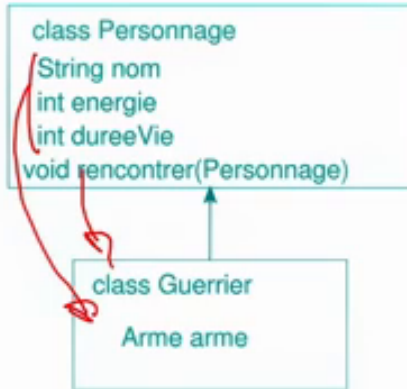 class Personnage
String nom
int energie
int dureeVie
void rencontrer(Personnage)
class Guerrier
Arme arme